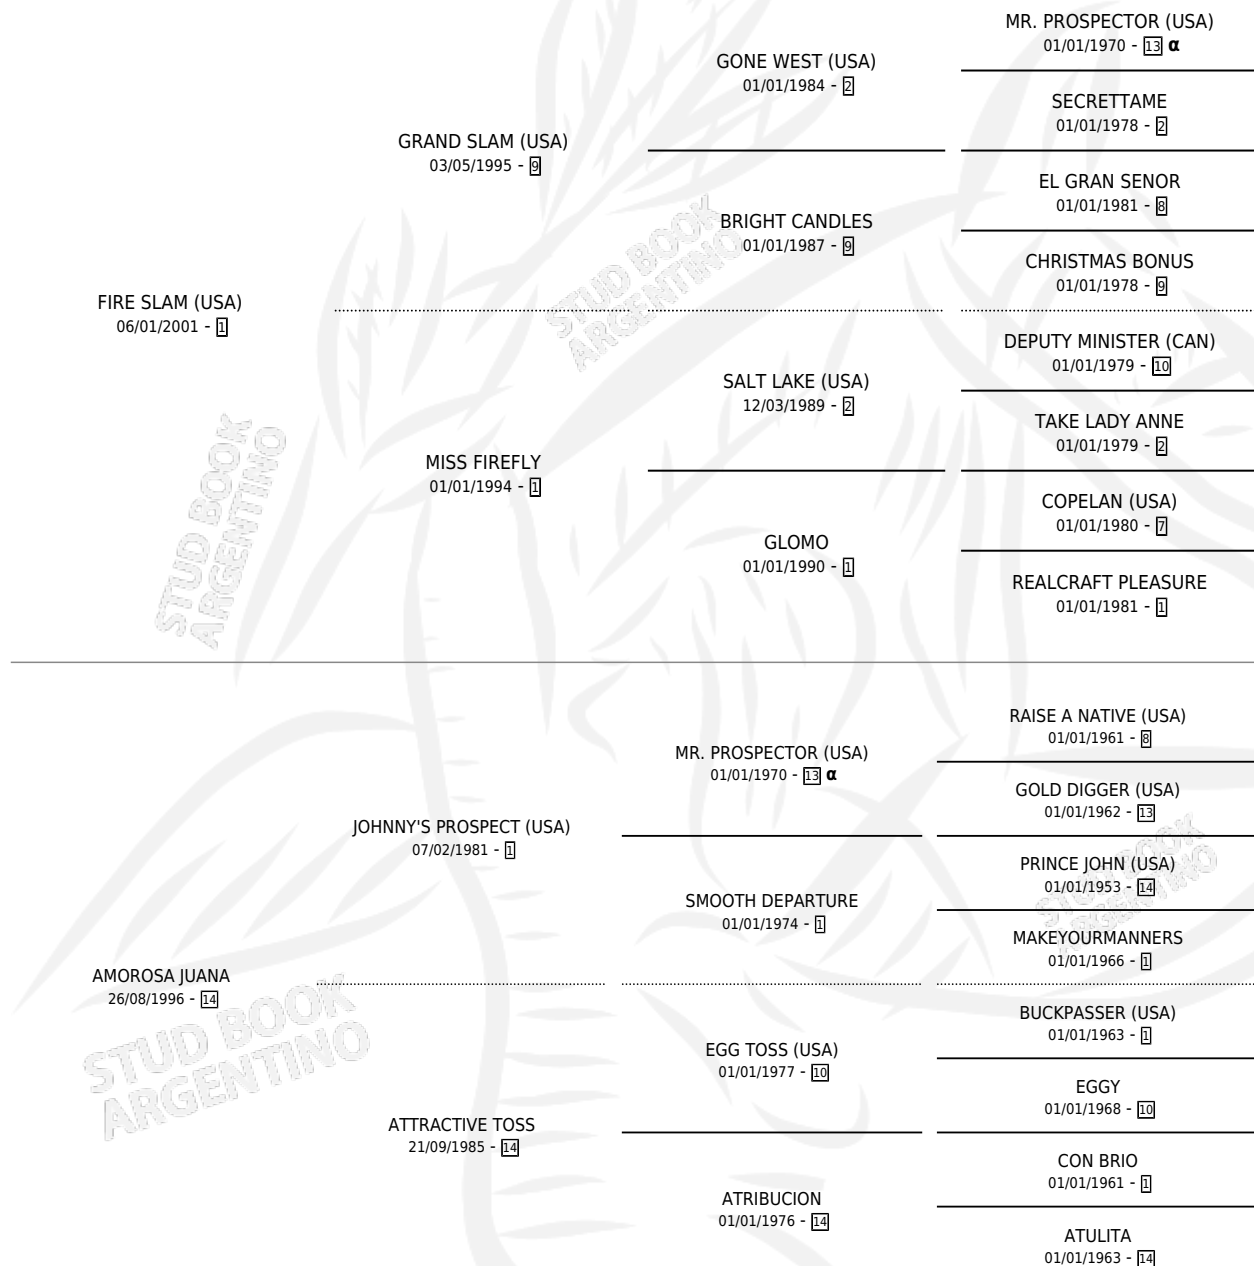 MR. PROSPECTOR (USA)
01/01/1970 - 13 α
GONE WEST (USA)
01/01/1984 - 2
SECRETTAME
01/01/1978 - 2
GRAND SLAM (USA)
03/05/1995 - 9
EL GRAN SENOR
01/01/1981 - 8
BRIGHT CANDLES
01/01/1987 - 9
CHRISTMAS BONUS
01/01/1978 - 9
STUD BOOK
ARGENTINO
FIRE SLAM (USA)
06/01/2001 - 1
DEPUTY MINISTER (CAN)
01/01/1979 - 10
SALT LAKE (USA)
12/03/1989 - 2
TAKE LADY ANNE
01/01/1979 - 2
MISS FIREFLY
01/01/1994 - 1
STUD BOOK
ARGENTINO
COPELAN (USA)
01/01/1980 - 7
GLOMO
01/01/1990 - 1
REALCRAFT PLEASURE
01/01/1981 - 1
RAISE A NATIVE (USA)
01/01/1961 - 8
MR. PROSPECTOR (USA)
01/01/1970 - 13 α
GOLD DIGGER (USA)
01/01/1962 - 13
JOHNNY'S PROSPECT (USA)
07/02/1981 - 1
PRINCE JOHN (USA)
01/01/1953 - 14
STUD BOOK
ARGENTINO
SMOOTH DEPARTURE
01/01/1974 - 1
MAKEYOURMANNERS
01/01/1966 - 1
AMOROSA JUANA
26/08/1996 - 14
STUD BOOK
ARGENTINO
BUCKPASSER (USA)
01/01/1963 - 1
EGG TOSS (USA)
01/01/1977 - 10
EGGY
01/01/1968 - 10
ATTRACTIVE TOSS
21/09/1985 - 14
CON BRIO
01/01/1961 - 1
ATRIBUCION
01/01/1976 - 14
ATULITA
01/01/1963 - 14